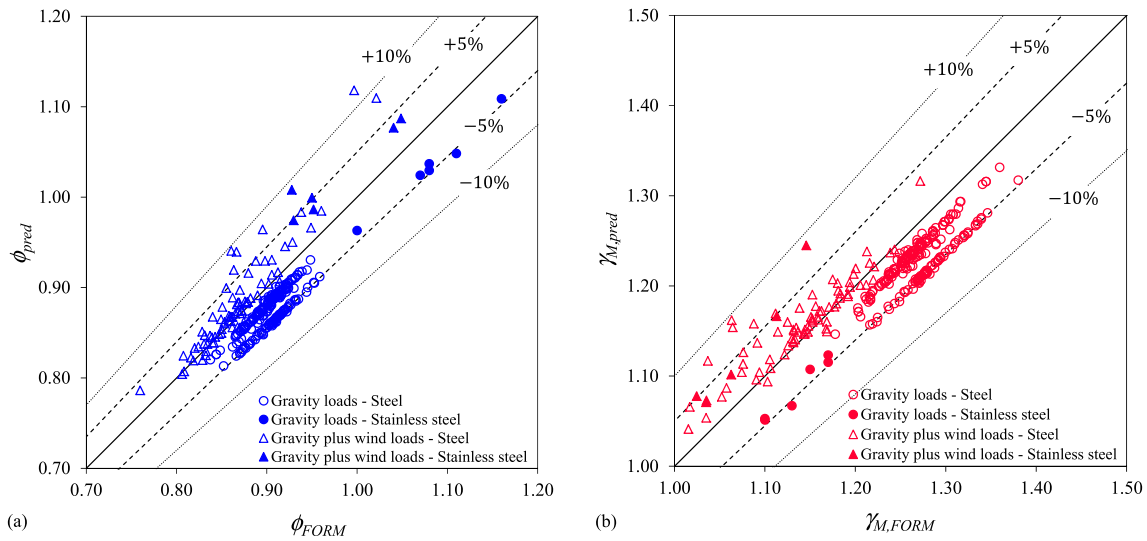 1.20
1.10
1.00
0.90
0.80
0.70
ϕpred
+10%
+5%
−5%
−10%
Gravity loads - Steel
Gravity loads - Stainless steel
Gravity plus wind loads - Steel
Gravity plus wind loads - Stainless steel
0.70 0.80 0.90 1.00 1.10 1.20
(a)
ϕFORM
1.50
1.40
1.30
1.20
1.10
1.00
γM,pred
+10%
+5%
−5%
−10%
Gravity loads - Steel
Gravity loads - Stainless steel
Gravity plus wind loads - Steel
Gravity plus wind loads - Stainless steel
1.00 1.10 1.20 1.30 1.40 1.50
(b)
γM,FORM